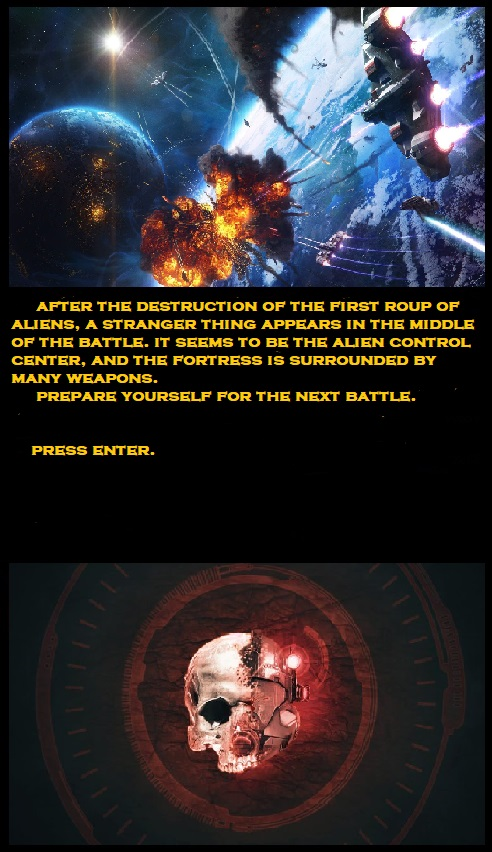 AFTER THE DESTRUCTION OF THE FIRST ROUP OF
ALIENS, A STRANGER THING APPEARS IN THE MIDDLE
OF THE BATTLE. IT SEEMS TO BE THE ALIEN CONTROL
CENTER, AND THE FORTRESS IS SURROUNDED BY
MANY WEAPONS.
PREPARE YOURSELF FOR THE NEXT BATTLE.
PRESS ENTER.